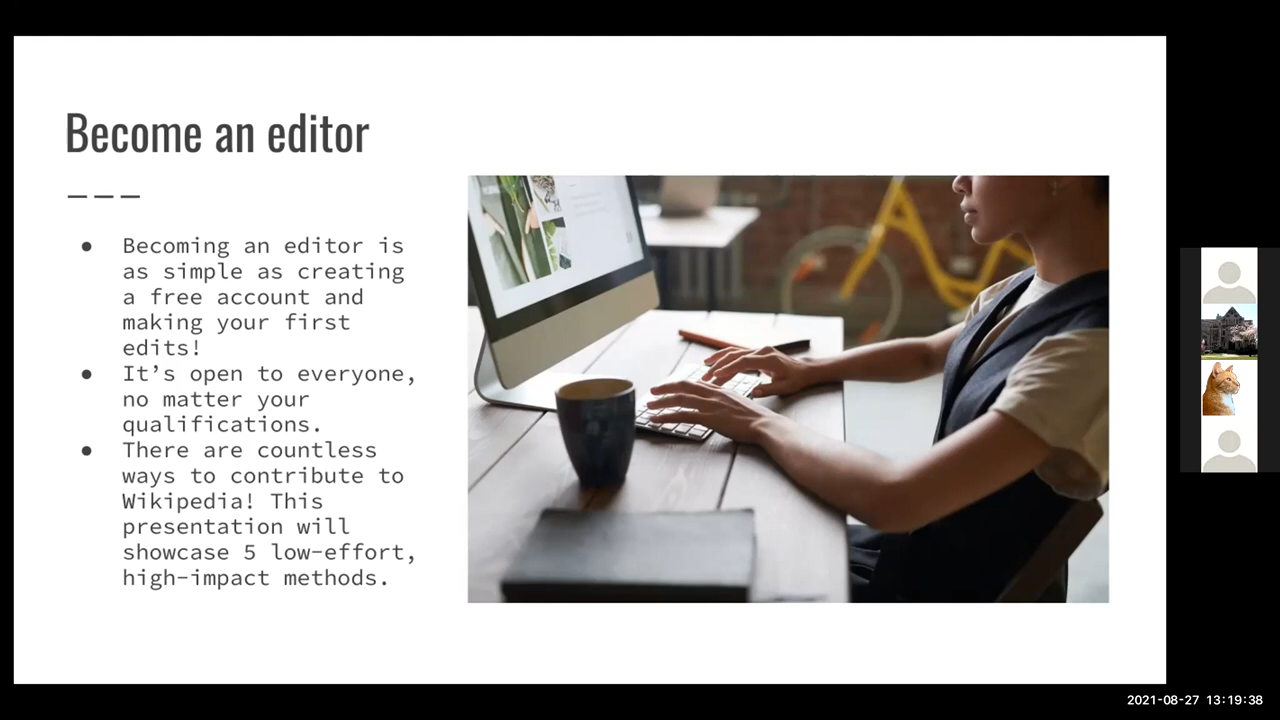 Become an editor
● Becoming an editor is
as simple as creating
a free account and
making your first
edits!
● It’s open to everyone,
no matter your
qualifications.
● There are countless
ways to contribute to
Wikipedia! This
presentation will
showcase 5 low-effort,
high-impact methods.
2021-08-27 13:19:38